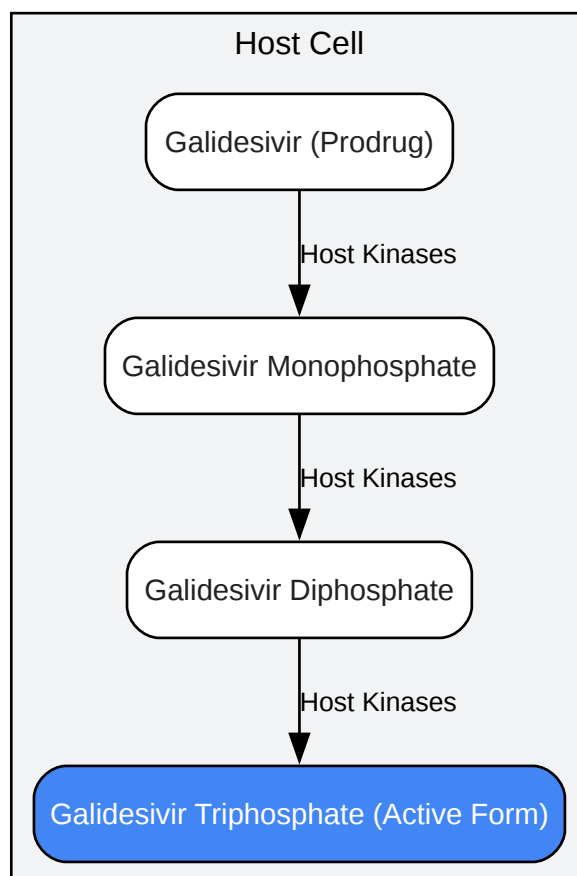 Host Cell
Galidesivir (Prodrug)
Host Kinases
Galidesivir Monophosphate
Host Kinases
Galidesivir Diphosphate
Host Kinases
Galidesivir Triphosphate (Active Form)